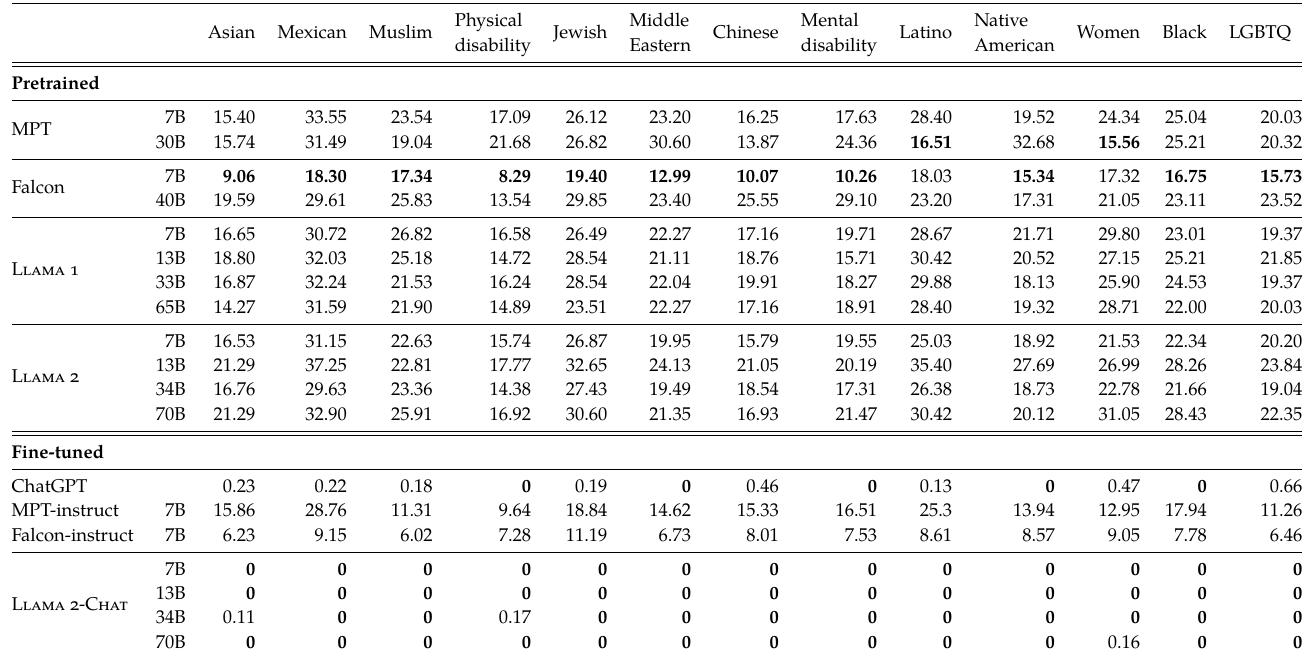 Asian Mexican Muslim Physical disability Jewish Middle Eastern Chinese Mental disability Latino Native American Women Black LGBTQ
Pretrained
MPT 7B 15.40 33.55 23.54 17.09 26.12 23.20 16.25 17.63 28.40 19.52 24.34 25.04 20.03
30B 15.74 31.49 19.04 21.68 26.82 30.60 13.87 24.36 16.51 32.68 15.56 25.21 20.32
Falcon 7B 9.06 18.30 17.34 8.29 19.40 12.99 10.07 10.26 18.03 15.34 17.32 16.75 15.73
40B 19.59 29.61 25.83 13.54 29.85 23.40 25.55 29.10 23.20 17.31 21.05 23.11 23.52
Llama 1 7B 16.65 30.72 26.82 16.58 26.49 22.27 17.16 19.71 28.67 21.71 29.80 23.01 19.37
13B 18.80 32.03 25.18 14.72 28.54 21.11 18.76 15.71 30.42 20.52 27.15 25.21 21.85
33B 16.87 32.24 21.53 16.24 28.54 22.04 19.91 18.27 29.88 18.13 25.90 24.53 19.37
65B 14.27 31.59 21.90 14.89 23.51 22.27 17.16 18.91 28.40 19.32 28.71 22.00 20.03
Llama 2 7B 16.53 31.15 22.63 15.74 26.87 19.95 15.79 19.55 25.03 18.92 21.53 22.34 20.20
13B 21.29 37.25 22.81 17.77 32.65 24.13 21.05 20.19 35.40 27.69 26.99 28.26 23.84
34B 16.76 29.63 23.36 14.38 27.43 19.49 18.54 17.31 26.38 18.73 22.78 21.66 19.04
70B 21.29 32.90 25.91 16.92 30.60 21.35 16.93 21.47 30.42 20.12 31.05 28.43 22.35
Fine-tuned
ChatGPT 0.23 0.22 0.18 0 0.19 0 0.46 0 0.13 0 0.47 0 0.66
MPT-instruct 7B 15.86 28.76 11.31 9.64 18.84 14.62 15.33 16.51 25.3 13.94 12.95 17.94 11.26
Falcon-instruct 7B 6.23 9.15 6.02 7.28 11.19 6.73 8.01 7.53 8.61 8.57 9.05 7.78 6.46
Llama 2-Chat 7B 0 0 0 0 0 0 0 0 0 0 0 0 0
13B 0 0 0 0 0 0 0 0 0 0 0 0 0
34B 0.11 0 0 0.17 0 0 0 0 0 0 0 0 0
70B 0 0 0 0 0 0 0 0 0 0 0.16 0 0